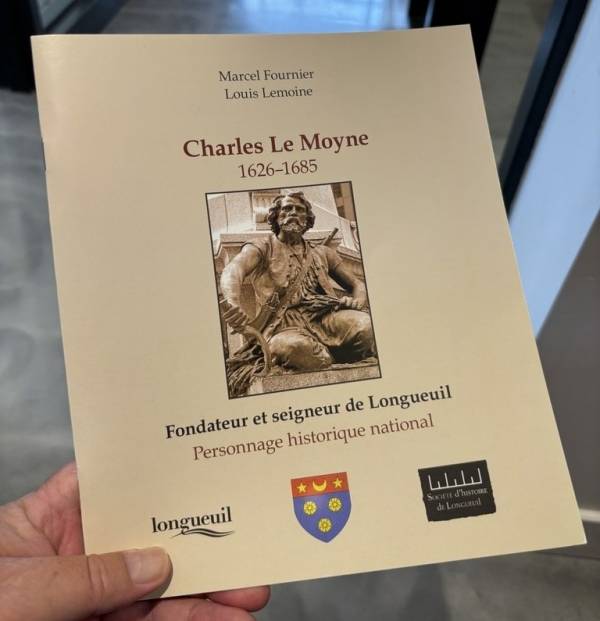 Marcel Fournier
Louis Lemoine
Charles Le Moyne
1626–1685
Fondateur et seigneur de Longueuil
Personnage historique national
longueuil
Société d'histoire
de Longueuil